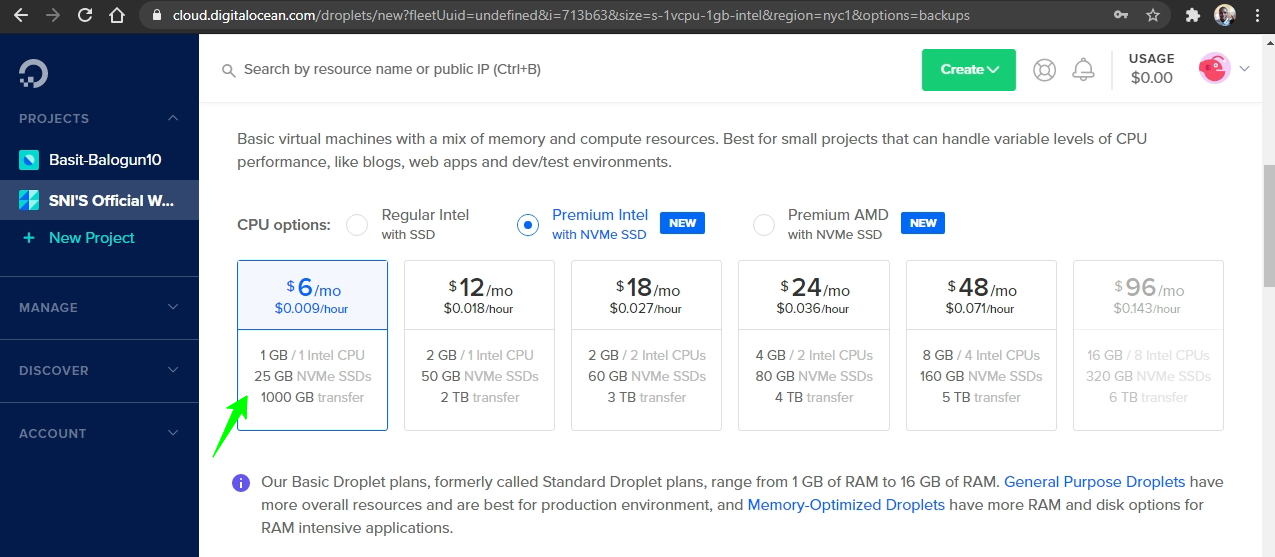 cloud.digitalocean.com/droplets/new?fleetUuid=undefined&i=713b63&size=s-1vcpu-1gb-intel&region=nyc1&options=backups
Search by resource name or public IP (Ctrl+B)
Create
USAGE
$0.00
PROJECTS
Basit-Balogun10
SNI'S Official W...
+ New Project
MANAGE
DISCOVER
ACCOUNT
Basic virtual machines with a mix of memory and compute resources. Best for small projects that can handle variable levels of CPU
performance, like blogs, web apps and dev/test environments.
CPU options:
Regular Intel
with SSD
Premium Intel
with NVMe SSD
NEW
Premium AMD
with NVMe SSD
NEW
$6/mo
$0.009/hour
1 GB / 1 Intel CPU
25 GB NVMe SSDs
1000 GB transfer
$12/mo
$0.018/hour
2 GB / 1 Intel CPU
50 GB NVMe SSDs
2 TB transfer
$18/mo
$0.027/hour
2 GB / 2 Intel CPUs
60 GB NVMe SSDs
3 TB transfer
$24/mo
$0.036/hour
4 GB / 2 Intel CPUs
80 GB NVMe SSDs
4 TB transfer
$48/mo
$0.071/hour
8 GB / 4 Intel CPUs
160 GB NVMe SSDs
5 TB transfer
$96/mo
$0.143/hour
16 GB / 8 Intel CPUs
320 GB NVMe SSDs
6 TB transfer
Our Basic Droplet plans, formerly called Standard Droplet plans, range from 1 GB of RAM to 16 GB of RAM. General Purpose Droplets have
more overall resources and are best for production environment, and Memory-Optimized Droplets have more RAM and disk options for
RAM intensive applications.